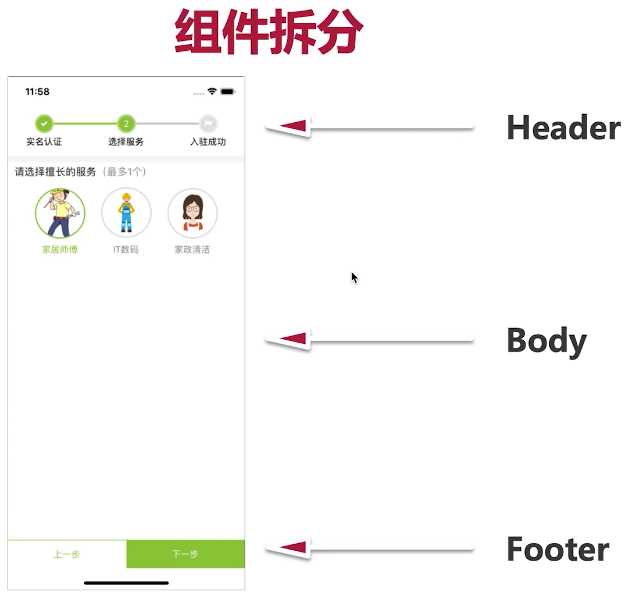 组件拆分
11:58
2
实名认证 选择服务 入驻成功
Header
请选择擅长的服务（最多1个）
家居师傅 IT数码 家政清洁
Body
上一步 下一步
Footer